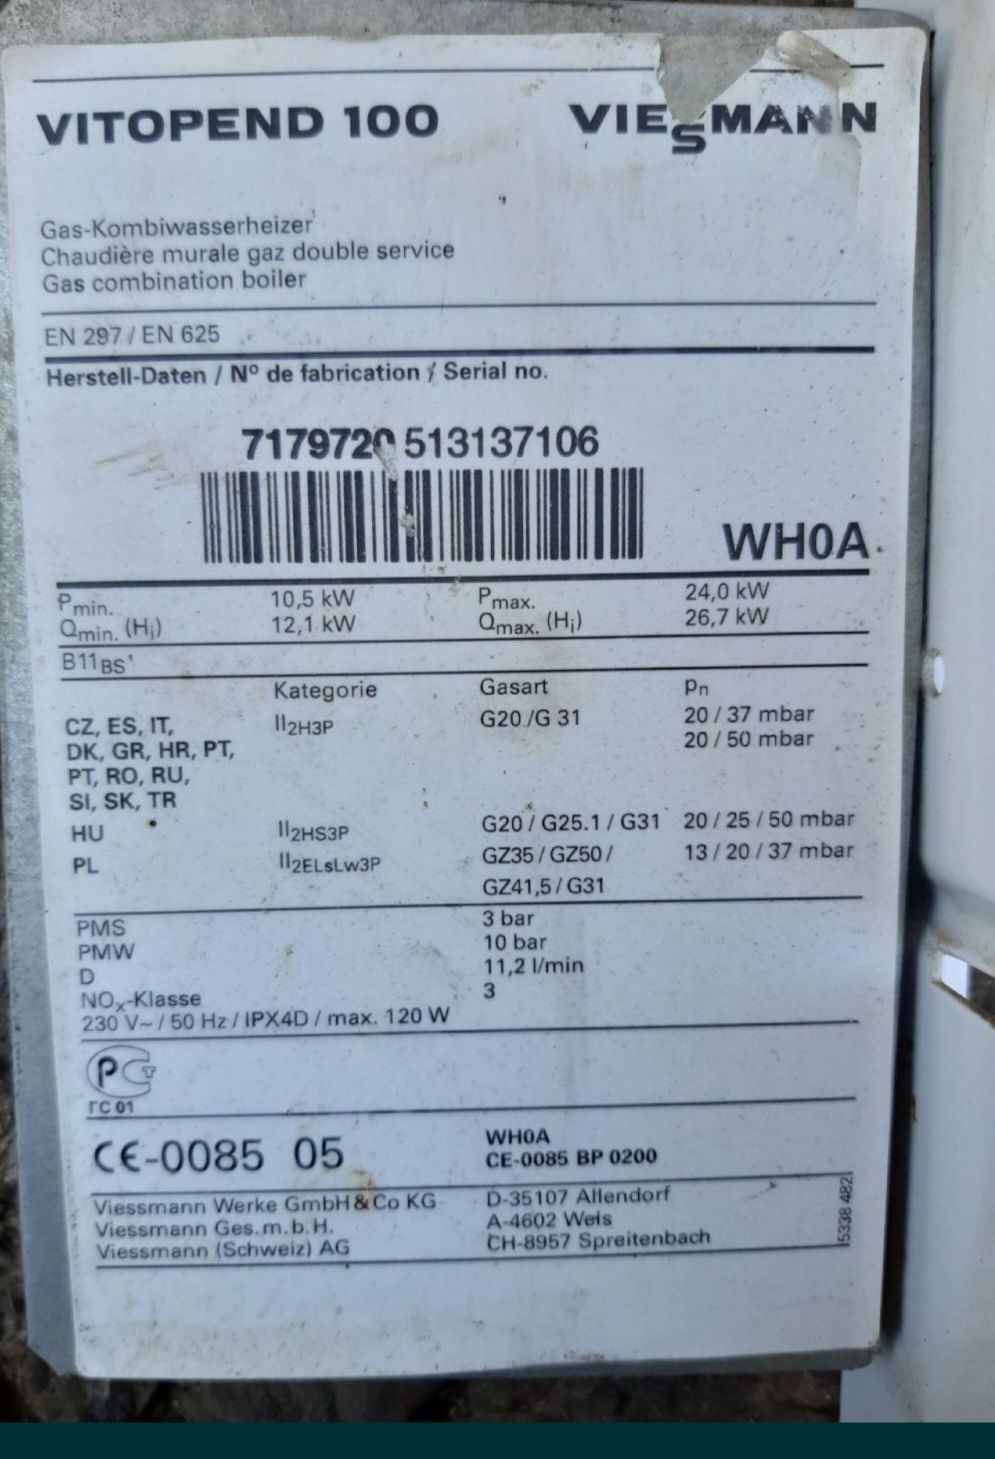 VITOPEND 100 VIESMANN
Gas-Kombiwasserheizer
Chaudière murale gaz double service
Gas combination boiler
EN 297 / EN 625
Herstell-Daten / Nº de fabrication / Serial no.
7179720 513137106
WH0A
Pmin. 10,5 kW Pmax. 24,0 kW
Qmin. (Hi) 12,1 kW Qmax. (Hi) 26,7 kW
B11BS'
Kategorie Gasart pn
CZ, ES, IT, II2H3P G20 /G 31 20 / 37 mbar
DK, GR, HR, PT, 20 / 50 mbar
PT, RO, RU,
SI, SK, TR
HU II2HS3P G20 / G25.1 / G31 20 / 25 / 50 mbar
PL II2ELsLw3P GZ35 / GZ50 / 13 / 20 / 37 mbar
GZ41,5 / G31
PMS 3 bar
PMW 10 bar
D 11,2 l/min
NOx-Klasse 3
230 V~ / 50 Hz / IPX4D / max. 120 W
РСТ
ГС 01
CE-0085 05
WH0A
CE-0085 BP 0200
Viessmann Werke GmbH & Co KG D-35107 Allendorf
Viessmann Ges.m.b.H. A-4602 Wels
Viessmann (Schweiz) AG CH-8957 Spreitenbach
5338 482